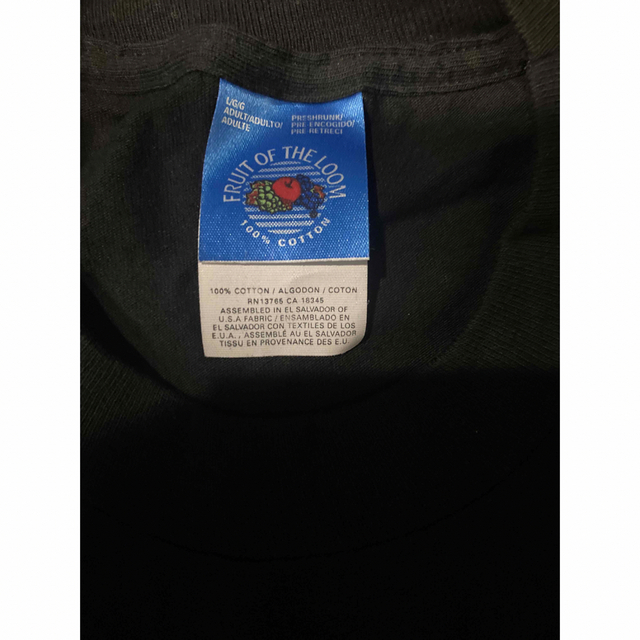 L/G/G
ADULT/ADULTO/
ADULTE
PRESHRUNK/
PRE ENCOGIDO/
PRE RETRECI
FRUIT OF THE LOOM
100% COTTON
100% COTTON / ALGODON / COTON
RN13765 CA 18345
ASSEMBLED IN EL SALVADOR OF
U.S.A FABRIC / ENSAMBLADO EN
EL SALVADOR CON TEXTILES DE LOS
E.U.A., ASSEMBLÉ AU EL SALVADOR
TISSU EN PROVENANCE DES E.U.